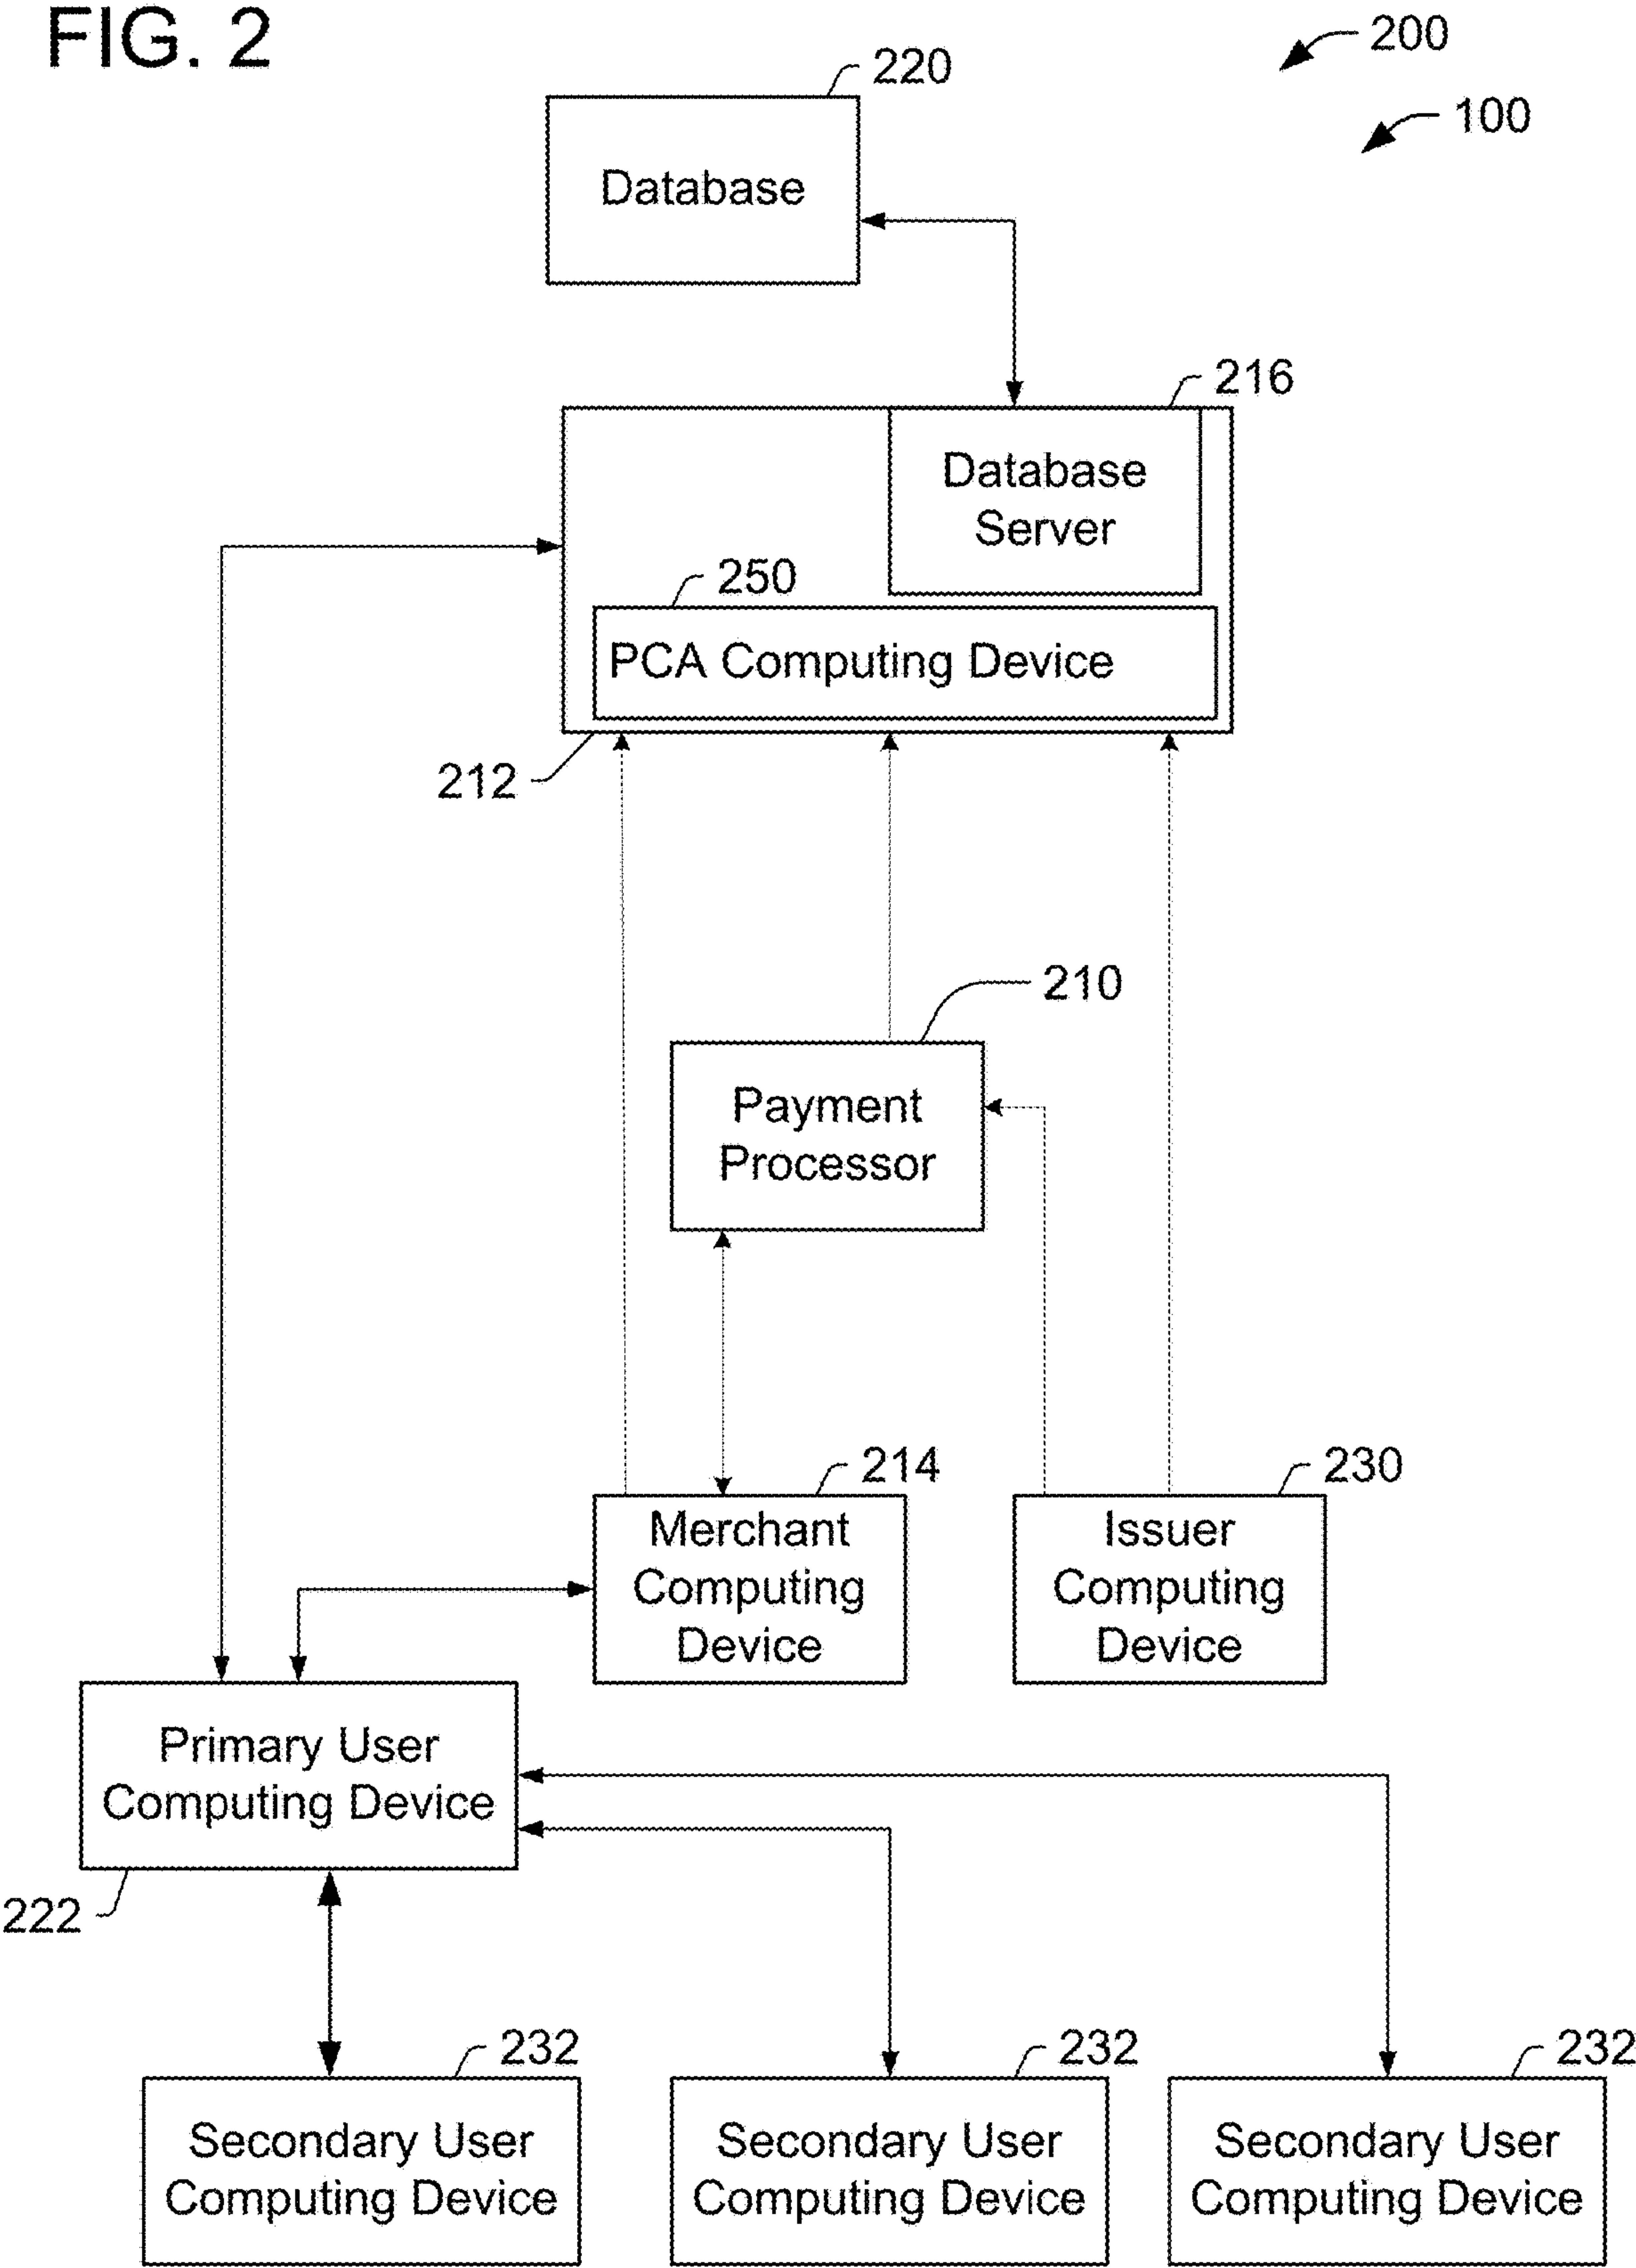 FIG. 2
200
100
220
Database
216
Database
Server
250
PCA Computing Device
212
210
Payment
Processor
214
230
Merchant
Computing
Device
Issuer
Computing
Device
Primary User
Computing Device
222
232
232
232
Secondary User
Computing Device
Secondary User
Computing Device
Secondary User
Computing Device